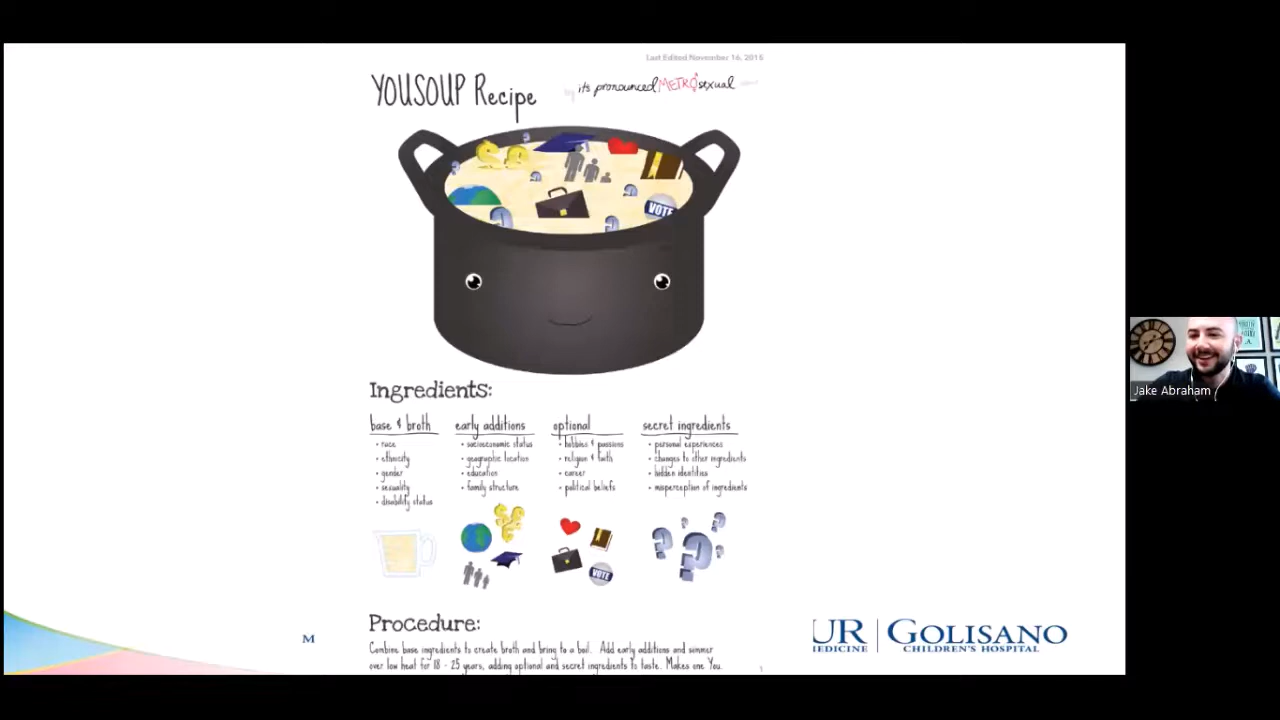 Last Edited November 16, 2015
YOUSOUP Recipe
by its pronounced METROsexual
VOTE
Ingredients:
base & broth
• race
• ethnicity
• gender
• sexuality
• disability status
early additions
• socioeconomic status
• geographic location
• education
• family structure
optional
• hobbies & passions
• religion & faith
• career
• political beliefs
secret ingredients
• personal experiences
• changes to other ingredients
• hidden identities
• misperception of ingredients
VOTE
Procedure:
Combine base ingredients to create broth and bring to a boil. Add early additions and simmer
over low heat for 18 - 25 years, adding optional and secret ingredients to taste. Makes one You.
1
M
UR
EDICINE
GOLISANO
CHILDREN'S HOSPITAL
Jake Abraham